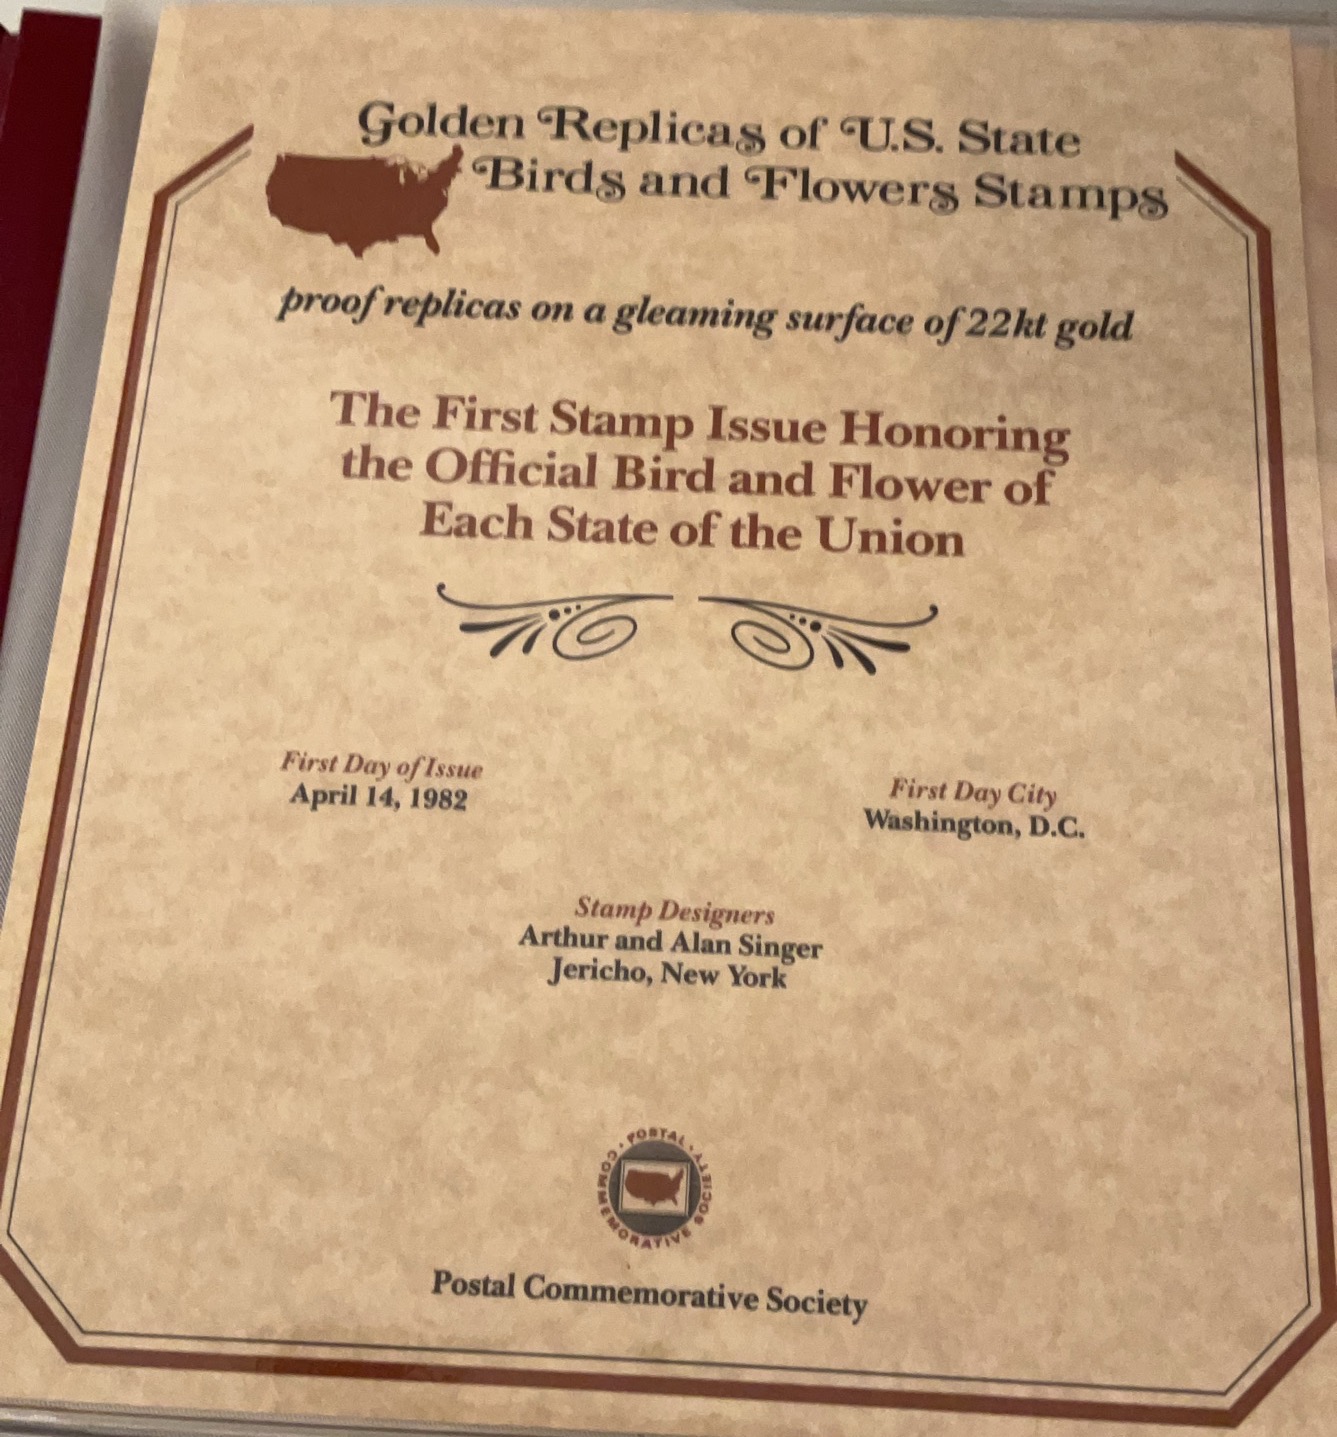 Golden Replicas of U.S. State
Birds and Flowers Stamps
proof replicas on a gleaming surface of 22kt gold
The First Stamp Issue Honoring
the Official Bird and Flower of
Each State of the Union
First Day of Issue
April 14, 1982
First Day City
Washington, D.C.
Stamp Designers
Arthur and Alan Singer
Jericho, New York
POSTAL COMMEMORATIVE SOCIETY
Postal Commemorative Society